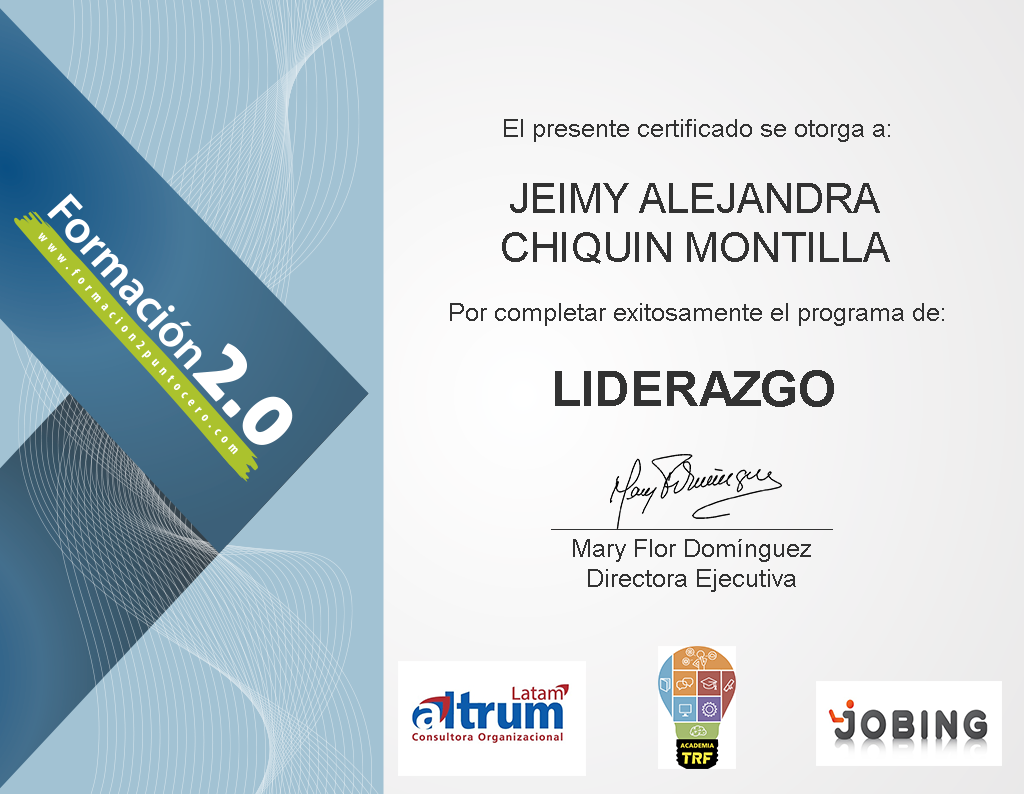 Formación 2.0
www.formacion2puntocero.com
El presente certificado se otorga a:
JEIMY ALEJANDRA
CHIQUIN MONTILLA
Por completar exitosamente el programa de:
LIDERAZGO
Mary F Domínguez
Mary Flor Domínguez
Directora Ejecutiva
Latam
altrum
Consultora Organizacional
ACADEMIA
TRF
JOBING